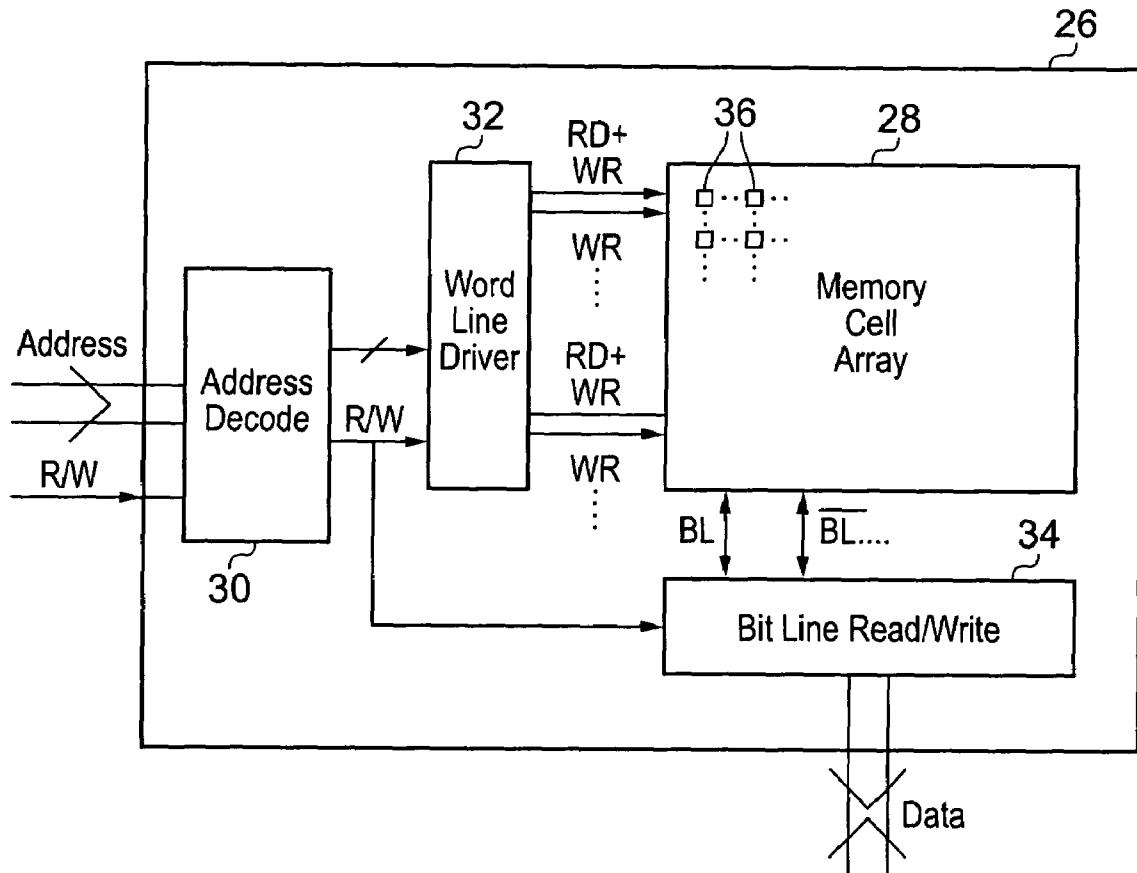 26
32
RD+
WR
36
28
WR
⋮
Memory
Cell
Array
Word
Line
Driver
Address
Address
Decode
R/W
RD+
WR
R/W
WR
⋮
30
BL
B̅L̅....
34
Bit Line Read/Write
Data